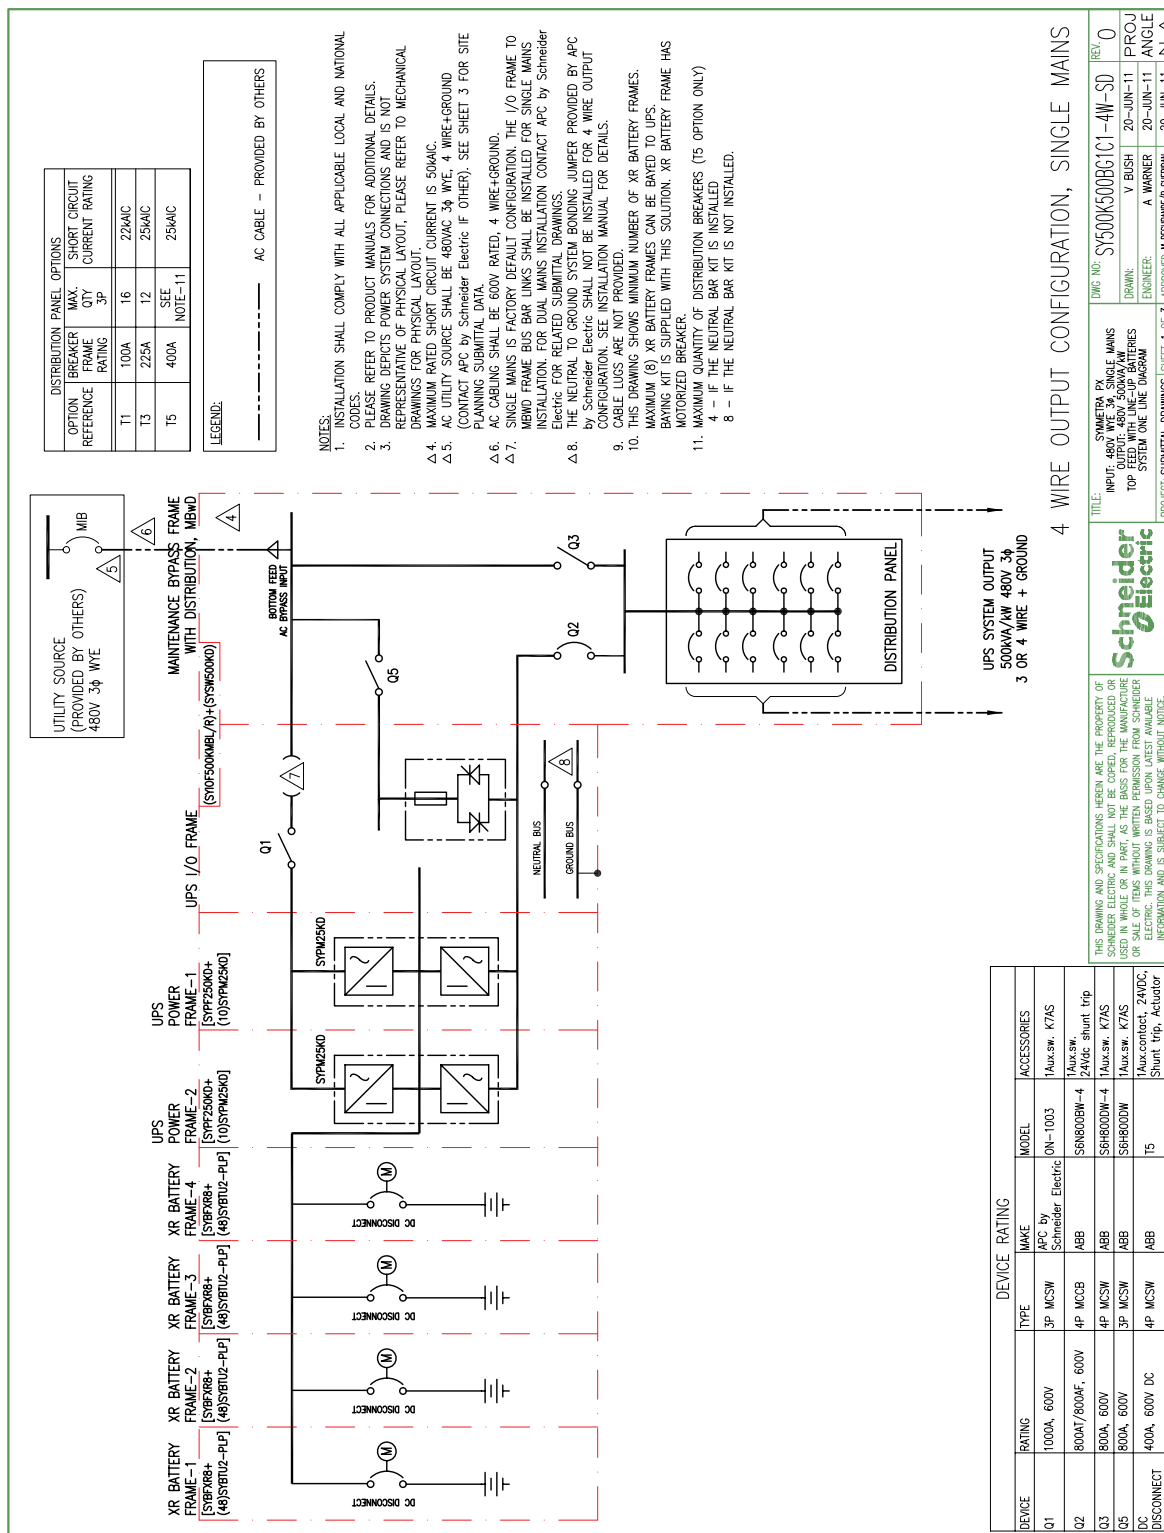 UTILITY SOURCE
(PROVIDED BY OTHERS)
480V 3ϕ WYE
MIB
5
6
MAINTENANCE BYPASS FRAME
WITH DISTRIBUTION, MBwD
4
(SYIOF500KMBL/R)+(SYSW500KD)
UPS I/O FRAME
BOTTOM FEED
AC BYPASS INPUT
Q1
7
Q5
Q3
Q2
NEUTRAL BUS
GROUND BUS
8
DISTRIBUTION PANEL
UPS SYSTEM OUTPUT
500kVA/kW 480V 3ϕ
3 OR 4 WIRE + GROUND
XR BATTERY
FRAME-1
[SYBFXR8+
(48)SYBTU2-PLP]
XR BATTERY
FRAME-2
[SYBFXR8+
(48)SYBTU2-PLP]
XR BATTERY
FRAME-3
[SYBFXR8+
(48)SYBTU2-PLP]
XR BATTERY
FRAME-4
[SYBFXR8+
(48)SYBTU2-PLP]
UPS
POWER
FRAME-2
[SYPF250KD+
(10)SYPM25KD]
UPS
POWER
FRAME-1
[SYPF250KD+
(10)SYPM25KD]
SYPM25KD
SYPM25KD
DC DISCONNECT
M
DC DISCONNECT
M
DC DISCONNECT
M
DC DISCONNECT
M
DISTRIBUTION PANEL OPTIONS
OPTION REFERENCE BREAKER FRAME RATING MAX. QTY 3P SHORT CIRCUIT CURRENT RATING
T1 100A 16 22kAIC
T3 225A 12 25kAIC
T5 400A SEE NOTE-11 25kAIC
LEGEND:
AC CABLE - PROVIDED BY OTHERS
NOTES:
1. INSTALLATION SHALL COMPLY WITH ALL APPLICABLE LOCAL AND NATIONAL
CODES.
2. PLEASE REFER TO PRODUCT MANUALS FOR ADDITIONAL DETAILS.
3. DRAWING DEPICTS POWER SYSTEM CONNECTIONS AND IS NOT
REPRESENTATIVE OF PHYSICAL LAYOUT, PLEASE REFER TO MECHANICAL
DRAWINGS FOR PHYSICAL LAYOUT.
△ 4. MAXIMUM RATED SHORT CIRCUIT CURRENT IS 50kAIC.
△ 5. AC UTILITY SOURCE SHALL BE 480VAC 3ϕ WYE, 4 WIRE+GROUND
(CONTACT APC by Schneider Electric IF OTHER). SEE SHEET 3 FOR SITE
PLANNING SUBMITTAL DATA.
△ 6. AC CABLING SHALL BE 600V RATED, 4 WIRE+GROUND.
△ 7. SINGLE MAINS IS FACTORY DEFAULT CONFIGURATION. THE I/O FRAME TO
MBWD FRAME BUS BAR LINKS SHALL BE INSTALLED FOR SINGLE MAINS
INSTALLATION. FOR DUAL MAINS INSTALLATION CONTACT APC by Schneider
Electric FOR RELATED SUBMITTAL DRAWINGS.
△ 8. THE NEUTRAL TO GROUND SYSTEM BONDING JUMPER PROVIDED BY APC
by Schneider Electric SHALL NOT BE INSTALLED FOR 4 WIRE OUTPUT
CONFIGURATION. SEE INSTALLATION MANUAL FOR DETAILS.
9. CABLE LUGS ARE NOT PROVIDED.
10. THIS DRAWING SHOWS MINIMUM NUMBER OF XR BATTERY FRAMES.
MAXIMUM (8) XR BATTERY FRAMES CAN BE BAYED TO UPS.
BAYING KIT IS SUPPLIED WITH THIS SOLUTION. XR BATTERY FRAME HAS
MOTORIZED BREAKER.
11. MAXIMUM QUANTITY OF DISTRIBUTION BREAKERS (T5 OPTION ONLY)
4 - IF THE NEUTRAL BAR KIT IS INSTALLED
8 - IF THE NEUTRAL BAR KIT IS NOT INSTALLED.
4 WIRE OUTPUT CONFIGURATION, SINGLE MAINS
DEVICE RATING
DEVICE RATING TYPE MAKE MODEL ACCESSORIES
Q1 1000A, 600V 3P MCSW APC by Schneider Electric ON-1003 1Aux.sw. K7AS
Q2 800AT/800AF, 600V 4P MCCB ABB S6N800BW-4 1Aux.sw. 24Vdc shunt trip
Q3 800A, 600V 4P MCSW ABB S6H800DW-4 1Aux.sw. K7AS
Q5 800A, 600V 3P MCSW ABB S6H800DW 1Aux.sw. K7AS
DC DISCONNECT 400A, 600V DC 4P MCSW ABB T5 1Aux.contact, 24VDC, Shunt trip, Actuator
THIS DRAWING AND SPECIFICATIONS HEREIN ARE THE PROPERTY OF
SCHNEIDER ELECTRIC AND SHALL NOT BE COPIED, REPRODUCED OR
USED IN WHOLE OR IN PART, AS THE BASIS FOR THE MANUFACTURE
OR SALE OF ITEMS WITHOUT WRITTEN PERMISSION FROM SCHNEIDER
ELECTRIC. THIS DRAWING IS BASED UPON LATEST AVAILABLE
INFORMATION AND IS SUBJECT TO CHANGE WITHOUT NOTICE.
Schneider
Electric
TITLE: SYMMETRA PX
INPUT: 480V WYE 3ϕ, SINGLE MAINS
OUTPUT: 480V 500kVA/kW
TOP FEED WITH LINE-UP BATTERIES
SYSTEM ONE LINE DIAGRAM
PROJECT: SUBMITTAL DRAWINGS SHEET 1 OF 3
DWG NO: SY500K500BG1C1-4W-SD REV. 0
DRAWN: V BUSH 20-JUN-11 PROJ
ENGINEER: A WARNER 20-JUN-11 ANGLE